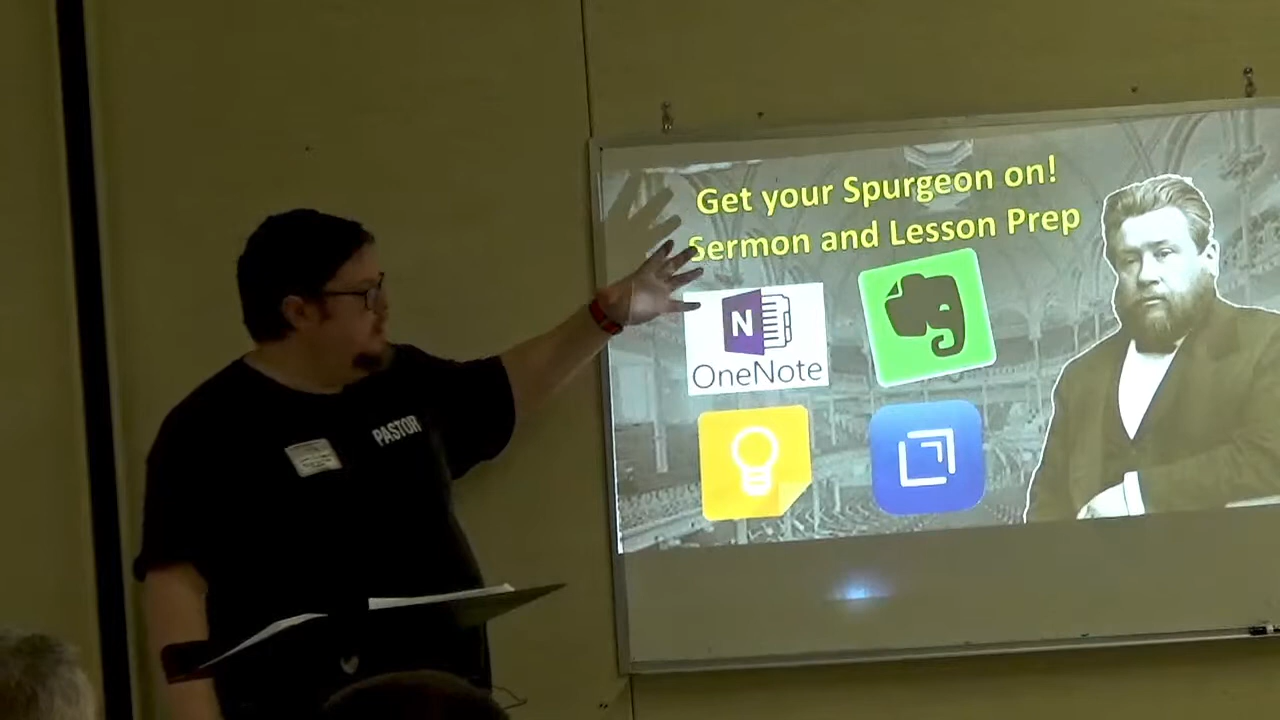 Get your Spurgeon on!
Sermon and Lesson Prep
N
OneNote
PASTOR